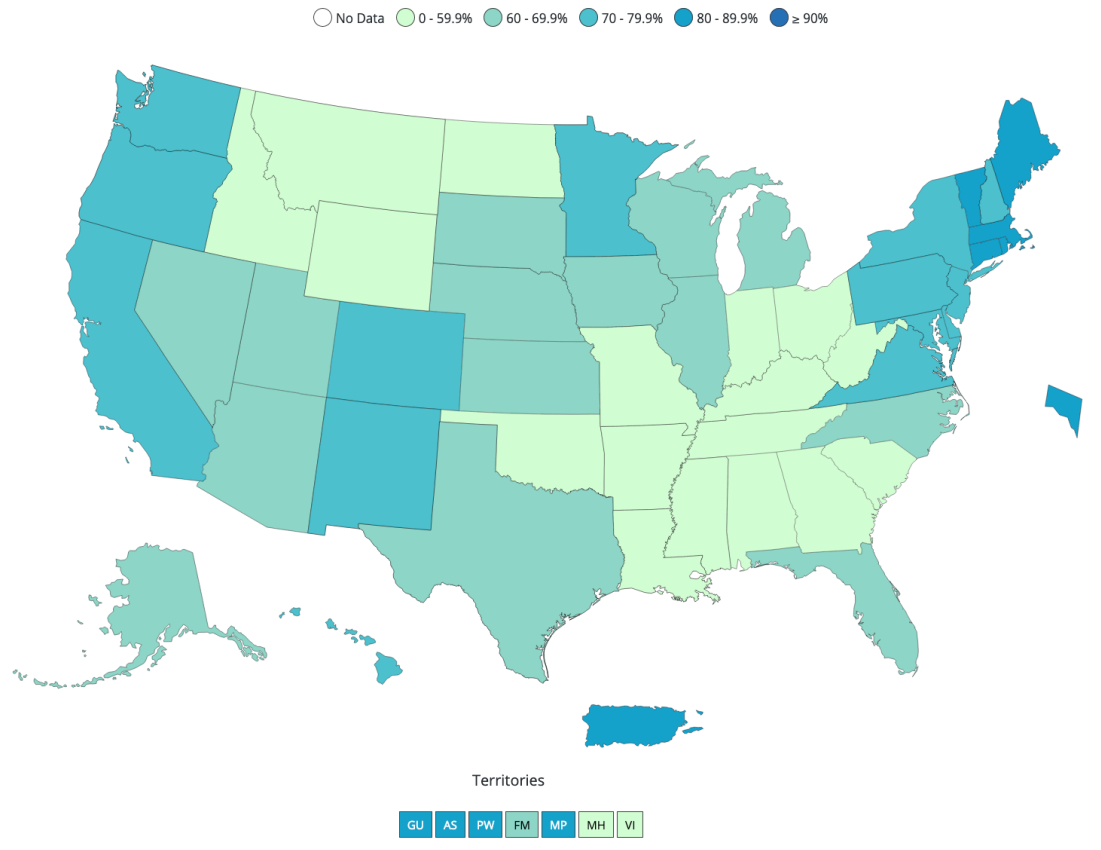 No Data 0 - 59.9% 60 - 69.9% 70 - 79.9% 80 - 89.9% ≥ 90%
Territories
GU AS PW FM MP MH VI